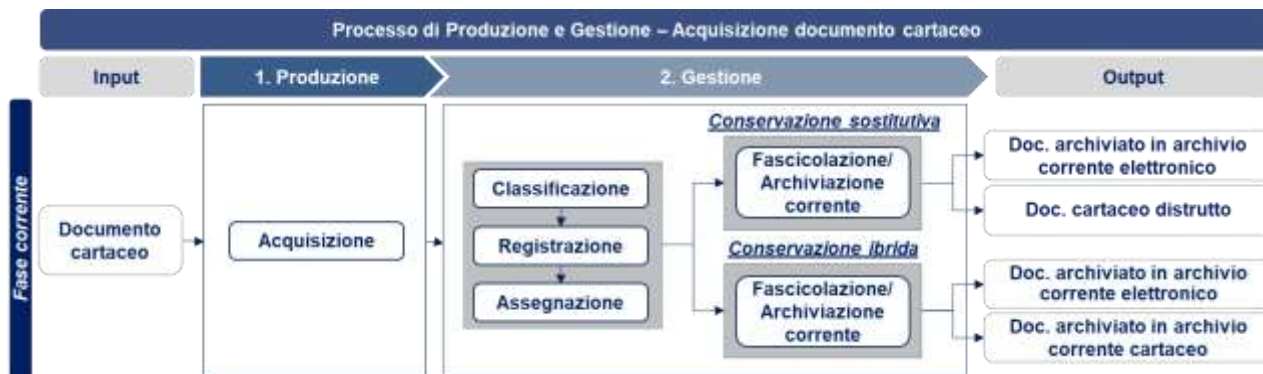 Processo di Produzione e Gestione – Acquisizione documento cartaceo
Input
1. Produzione
2. Gestione
Output
Fase corrente
Documento
cartaceo
Acquisizione
Classificazione
Registrazione
Assegnazione
Conservazione sostitutiva
Fascicolazione/
Archiviazione
corrente
Conservazione ibrida
Fascicolazione/
Archiviazione
corrente
Doc. archiviato in archivio
corrente elettronico
Doc. cartaceo distrutto
Doc. archiviato in archivio
corrente elettronico
Doc. archiviato in archivio
corrente cartaceo